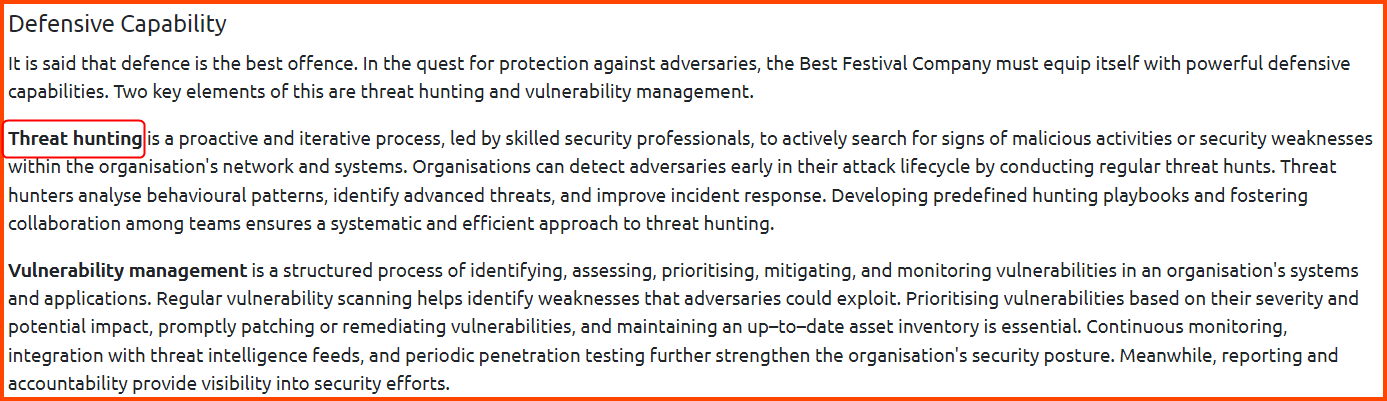 Defensive Capability
It is said that defence is the best offence. In the quest for protection against adversaries, the Best Festival Company must equip itself with powerful defensive
capabilities. Two key elements of this are threat hunting and vulnerability management.
Threat hunting is a proactive and iterative process, led by skilled security professionals, to actively search for signs of malicious activities or security weaknesses
within the organisation's network and systems. Organisations can detect adversaries early in their attack lifecycle by conducting regular threat hunts. Threat
hunters analyse behavioural patterns, identify advanced threats, and improve incident response. Developing predefined hunting playbooks and fostering
collaboration among teams ensures a systematic and efficient approach to threat hunting.
Vulnerability management is a structured process of identifying, assessing, prioritising, mitigating, and monitoring vulnerabilities in an organisation's systems
and applications. Regular vulnerability scanning helps identify weaknesses that adversaries could exploit. Prioritising vulnerabilities based on their severity and
potential impact, promptly patching or remediating vulnerabilities, and maintaining an up–to–date asset inventory is essential. Continuous monitoring,
integration with threat intelligence feeds, and periodic penetration testing further strengthen the organisation's security posture. Meanwhile, reporting and
accountability provide visibility into security efforts.